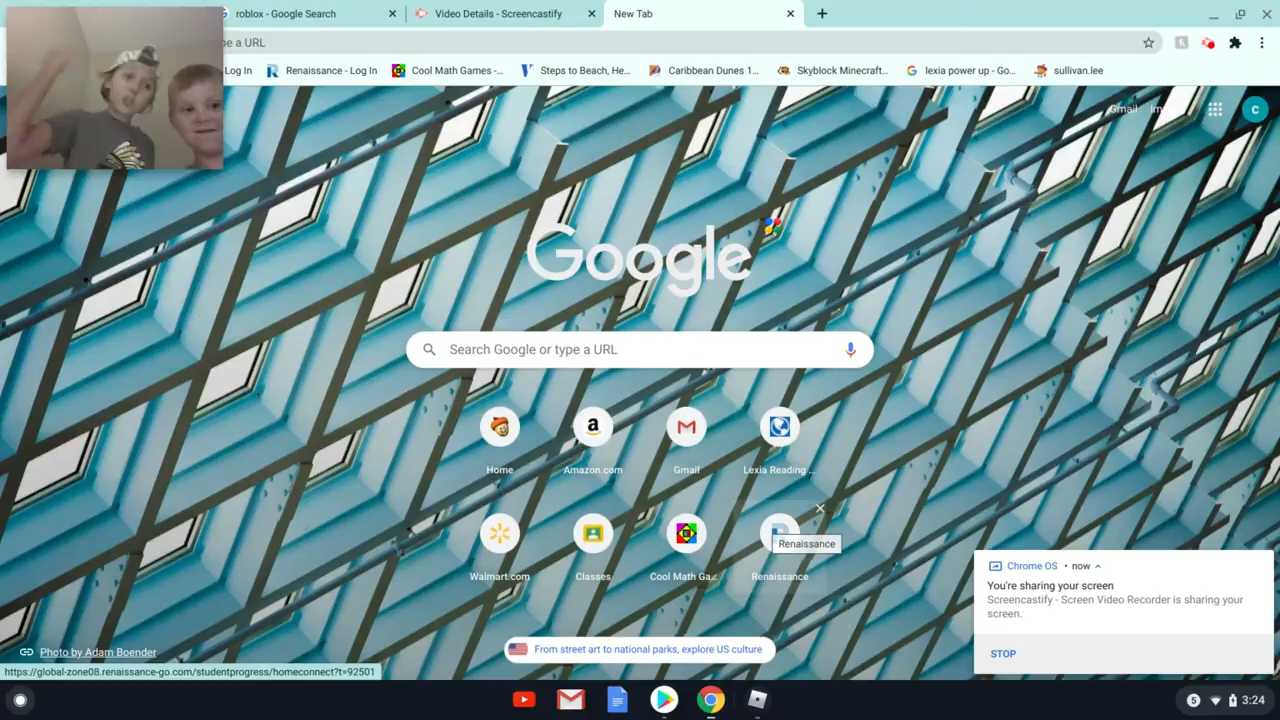 roblox - Google Search
Video Details - Screencastify
New Tab
pe a URL
Log In
Renaissance - Log In
Cool Math Games -...
Steps to Beach, He...
Caribbean Dunes 1...
Skyblock Minecraft...
lexia power up - Go...
sullivan.lee
Gmail
Im
C
Google
Search Google or type a URL
Home
Amazon.com
Gmail
Lexia Reading ...
Walmart.com
Classes
Cool Math Ga...
Renaissance
Renaissance
Chrome OS • now
You're sharing your screen
Screencastify - Screen Video Recorder is sharing your
screen.
STOP
From street art to national parks, explore US culture
Photo by Adam Boender
https://global-zone08.renaissance-go.com/studentprogress/homeconnect?t=92501
5
3:24